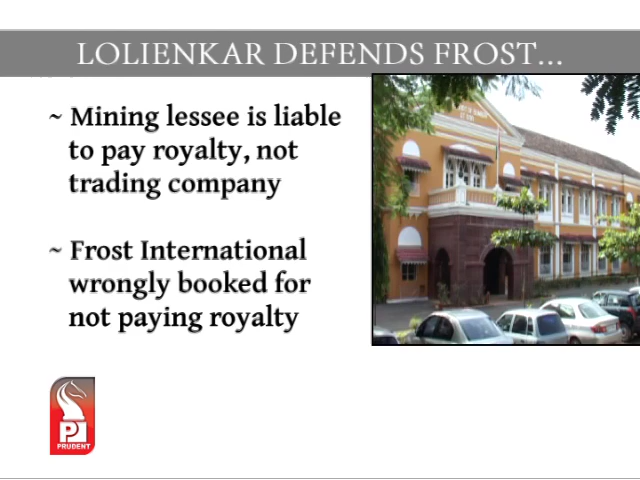 LOLIENKAR DEFENDS FROST...
~ Mining lessee is liable
to pay royalty, not
trading company
~ Frost International
wrongly booked for
not paying royalty
PRUDENT